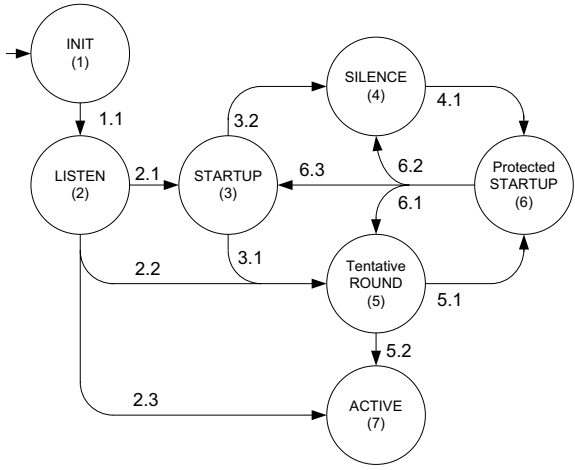 INIT
(1)
1.1
SILENCE
(4)
4.1
3.2
LISTEN
(2)
2.1
STARTUP
(3)
6.3
6.2
6.1
Protected
STARTUP
(6)
3.1
2.2
Tentative
ROUND
(5)
5.1
5.2
2.3
ACTIVE
(7)